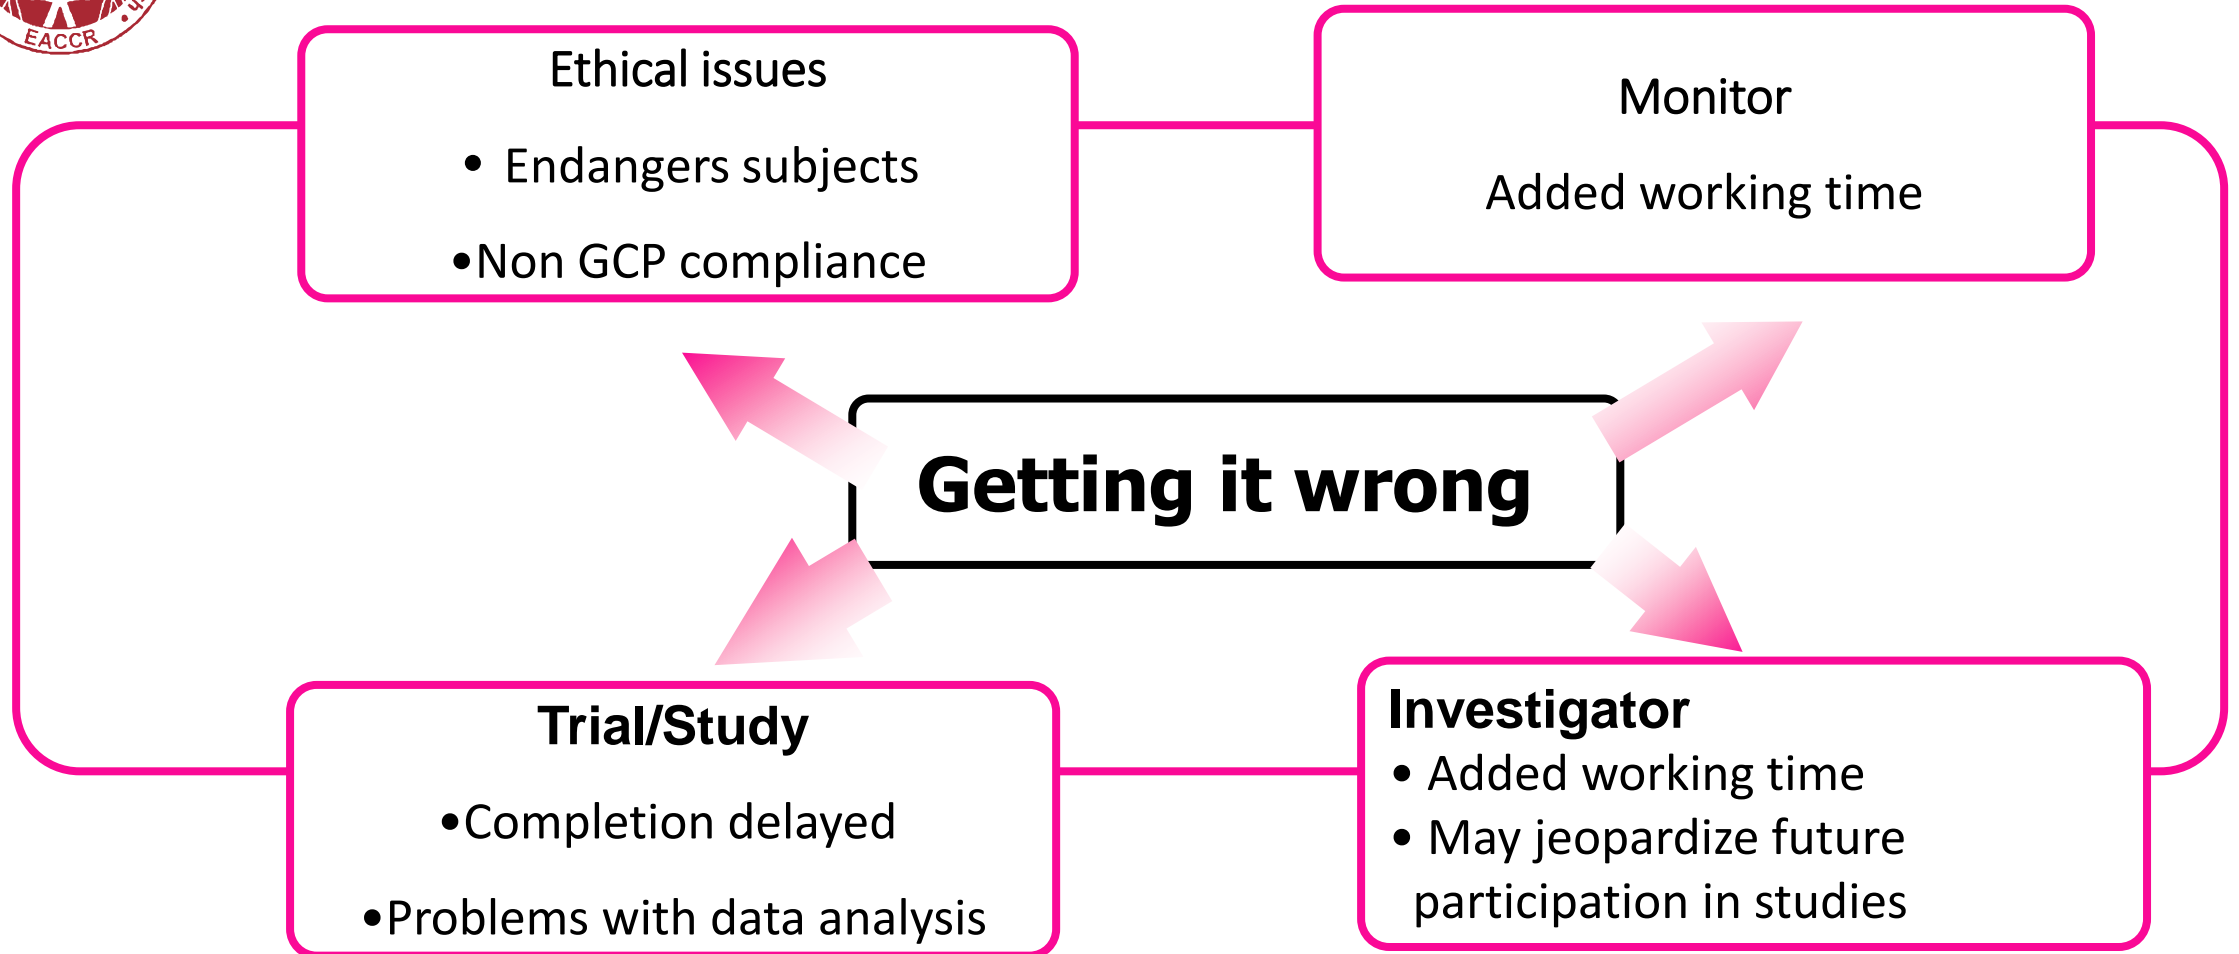 EACCR
Ethical issues
• Endangers subjects
•Non GCP compliance
Monitor
Added working time
Getting it wrong
Trial/Study
•Completion delayed
•Problems with data analysis
Investigator
• Added working time
• May jeopardize future
participation in studies